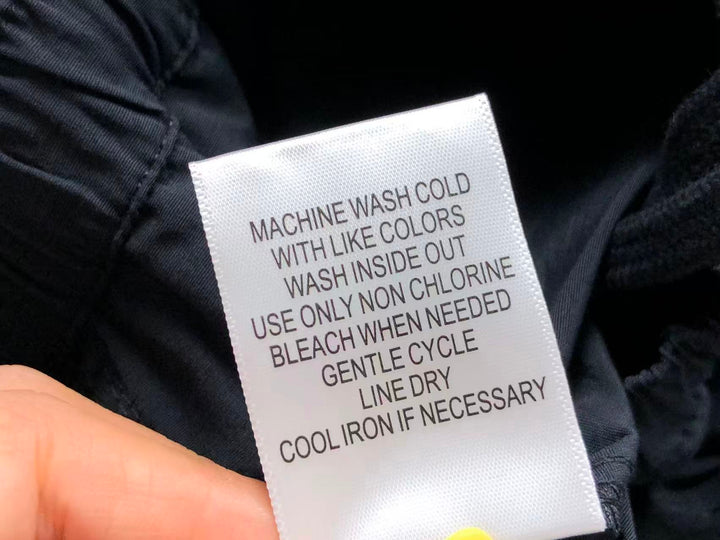 MACHINE WASH COLD
WITH LIKE COLORS
WASH INSIDE OUT
USE ONLY NON CHLORINE
BLEACH WHEN NEEDED
GENTLE CYCLE
LINE DRY
COOL IRON IF NECESSARY